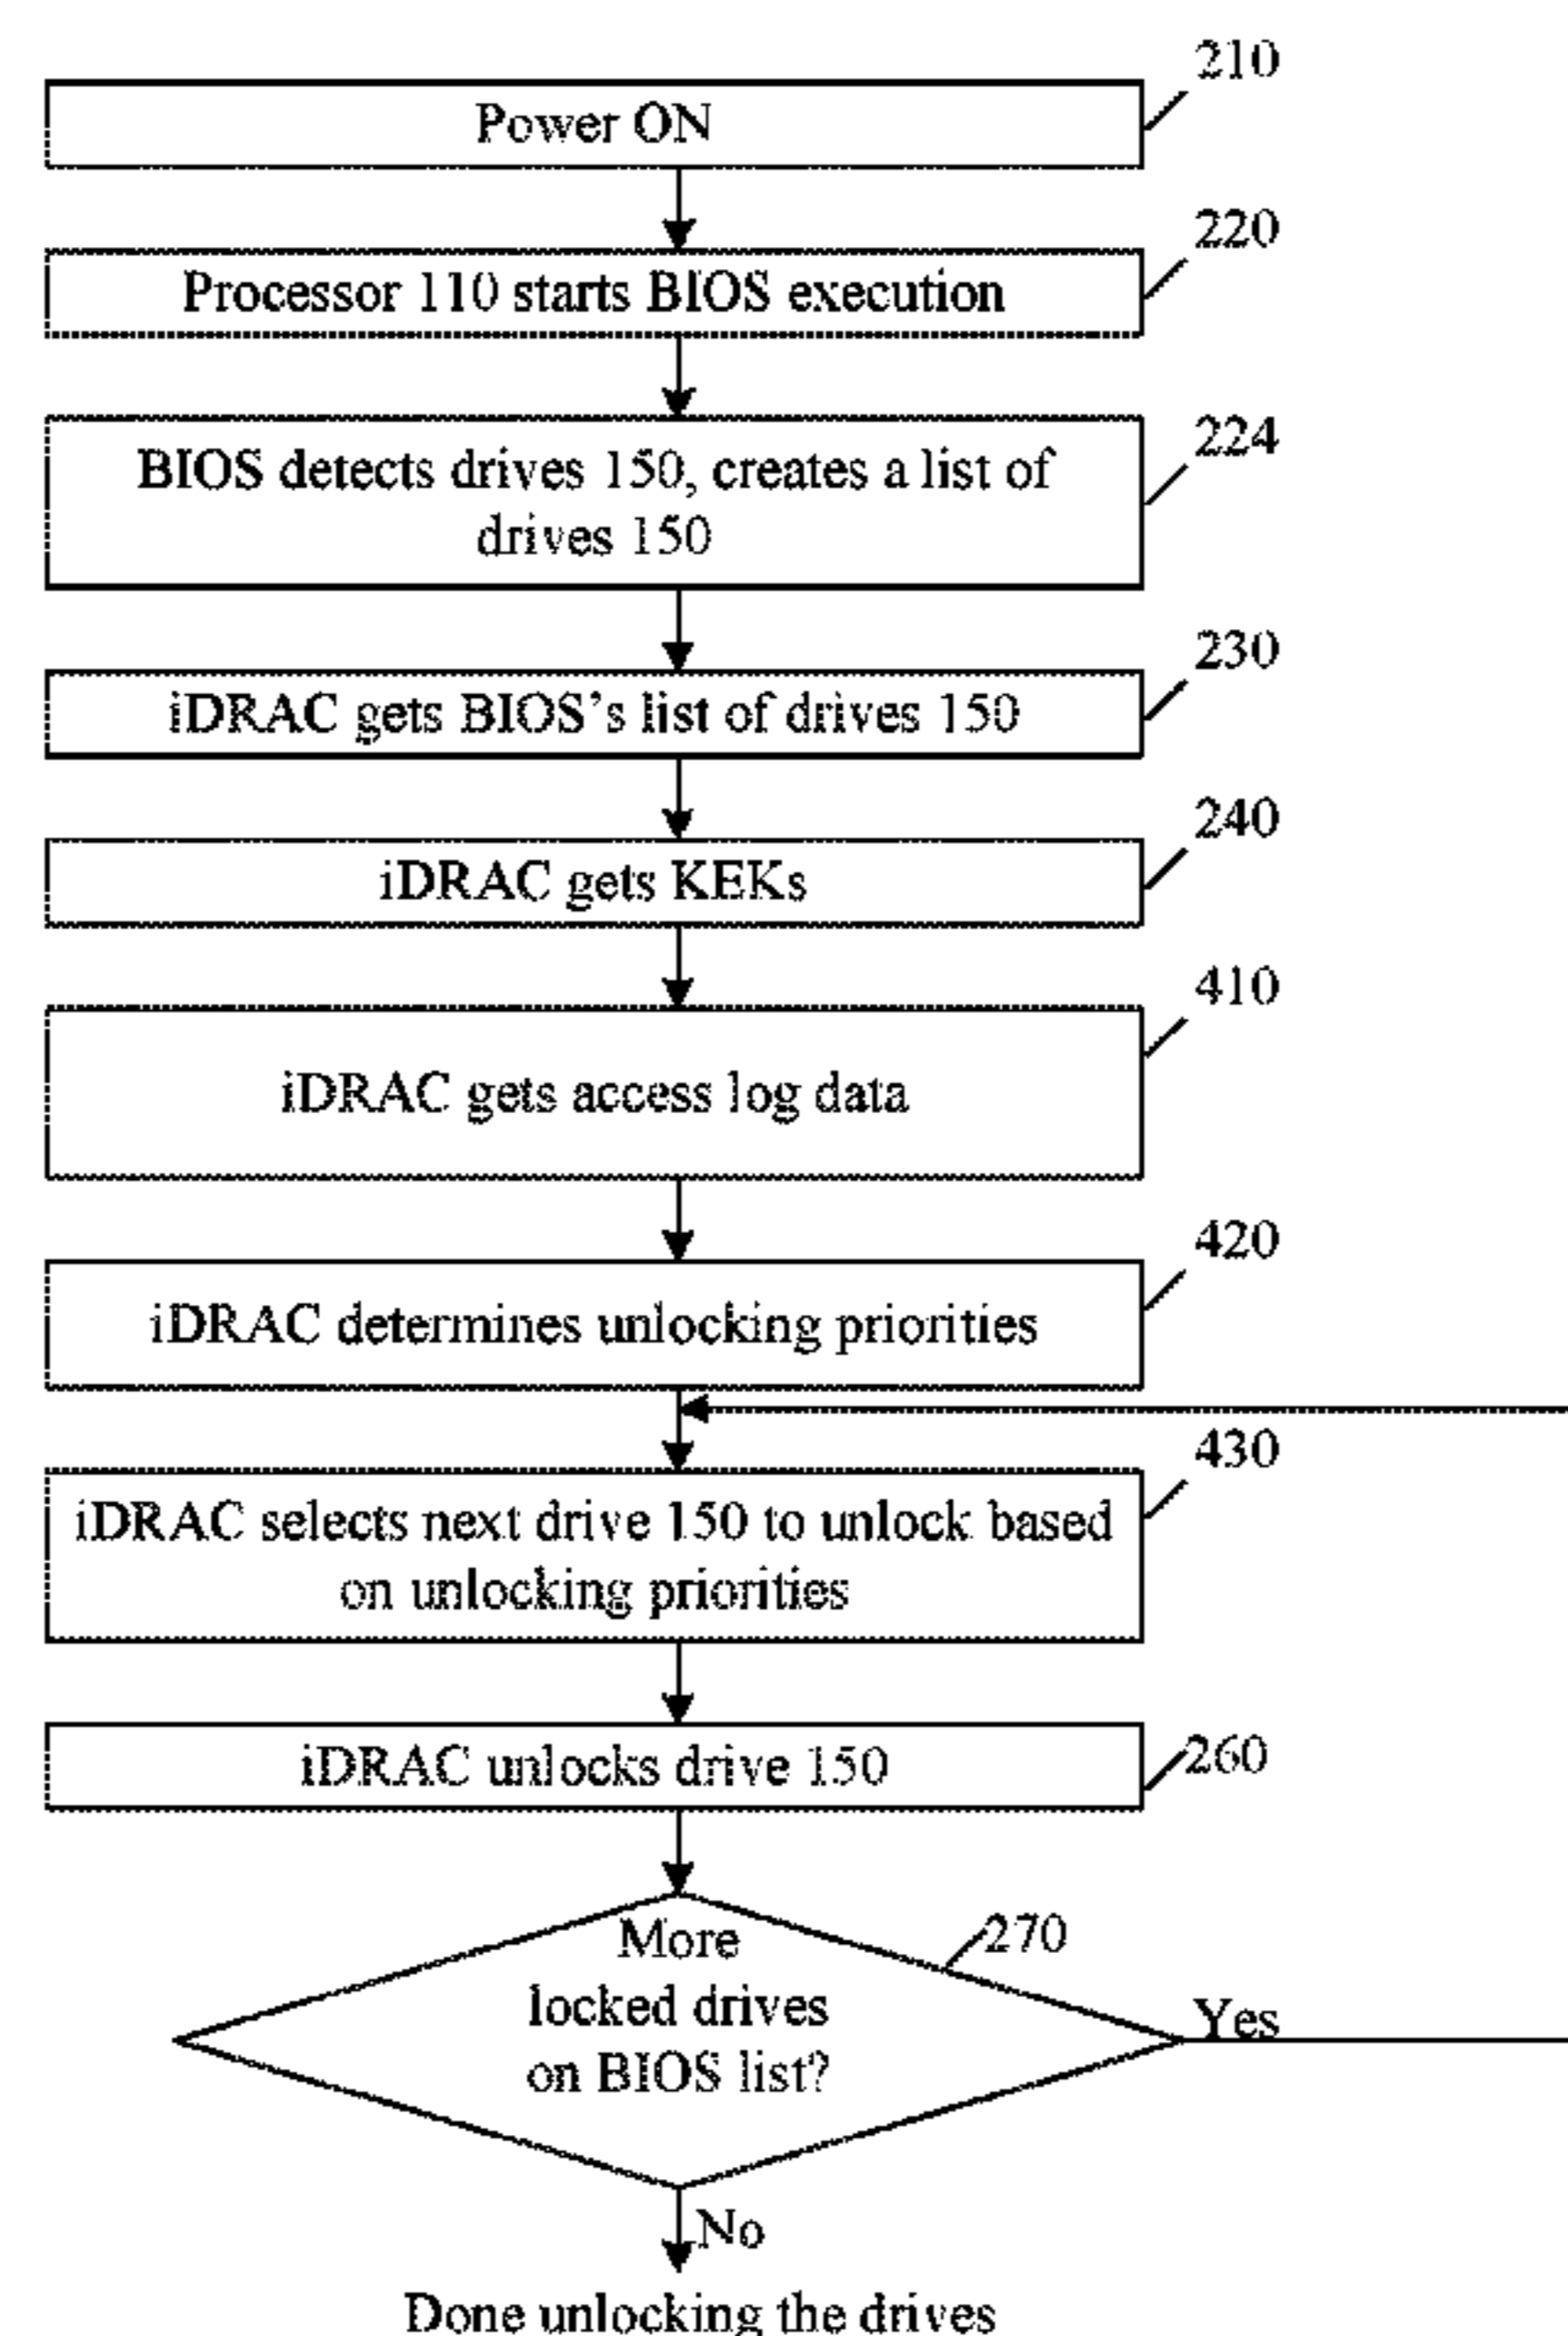 210
Power ON
220
Processor 110 starts BIOS execution
224
BIOS detects drives 150, creates a list of
drives 150
230
iDRAC gets BIOS's list of drives 150
240
iDRAC gets KEKs
410
iDRAC gets access log data
420
iDRAC determines unlocking priorities
430
iDRAC selects next drive 150 to unlock based
on unlocking priorities
iDRAC unlocks drive 150
260
270
More
locked drives
on BIOS list?
Yes
No
Done unlocking the drives